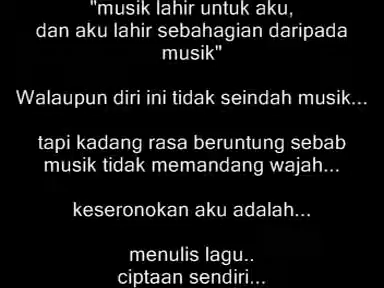 "musik lahir untuk aku,
dan aku lahir sebahagian daripada
musik"
Walaupun diri ini tidak seindah musik...
tapi kadang rasa beruntung sebab
musik tidak memandang wajah...
keseronokan aku adalah...
menulis lagu..
ciptaan sendiri...